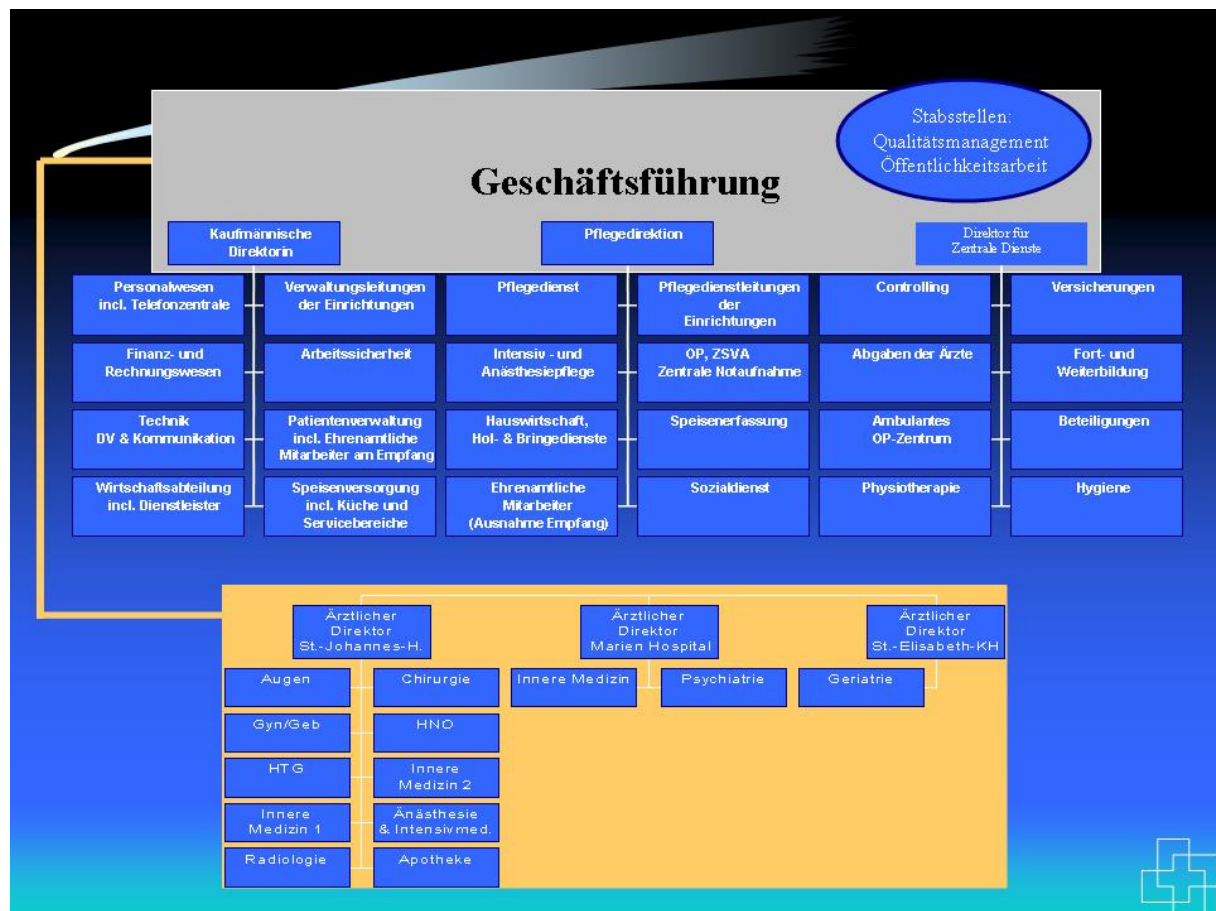 Stabsstellen:
Qualitätsmanagement
Öffentlichkeitsarbeit
Geschäftsführung
Kaufmännische
Direktorin
Pflegedirektion
Direktor für
Zentrale Dienste
Personalwesen
incl. Telefonzentrale
Verwaltungsleitungen
der Einrichtungen
Pflegedienst
Pflegedienstleitungen
der
Einrichtungen
Controlling
Versicherungen
Finanz- und
Rechnungswesen
Arbeitssicherheit
Intensiv - und
Anästhesiepflege
OP, ZSVA
Zentrale Notaufnahme
Abgaben der Ärzte
Fort- und
Weiterbildung
Technik
DV & Kommunikation
Patientenverwaltung
incl. Ehrenamtliche
Mitarbeiter am Empfang
Hauswirtschaft,
Hol- & Bringedienste
Speisenerfassung
Ambulantes
OP-Zentrum
Beteiligungen
Wirtschaftsabteilung
incl. Dienstleister
Speisenversorgung
incl. Küche und
Servicebereiche
Ehrenamtliche
Mitarbeiter
(Ausnahme Empfang)
Sozialdienst
Physiotherapie
Hygiene
Ärztlicher
Direktor
St.-Johannes-H.
Ärztlicher
Direktor
Marien Hospital
Ärztlicher
Direktor
St.-Elisabeth-KH
Augen
Chirurgie
Innere Medizin
Psychiatrie
Geriatrie
Gyn/Geb
HNO
HTG
Innere
Medizin 2
Innere
Medizin 1
Änästhesie
& Intensivmed.
Radiologie
Apotheke